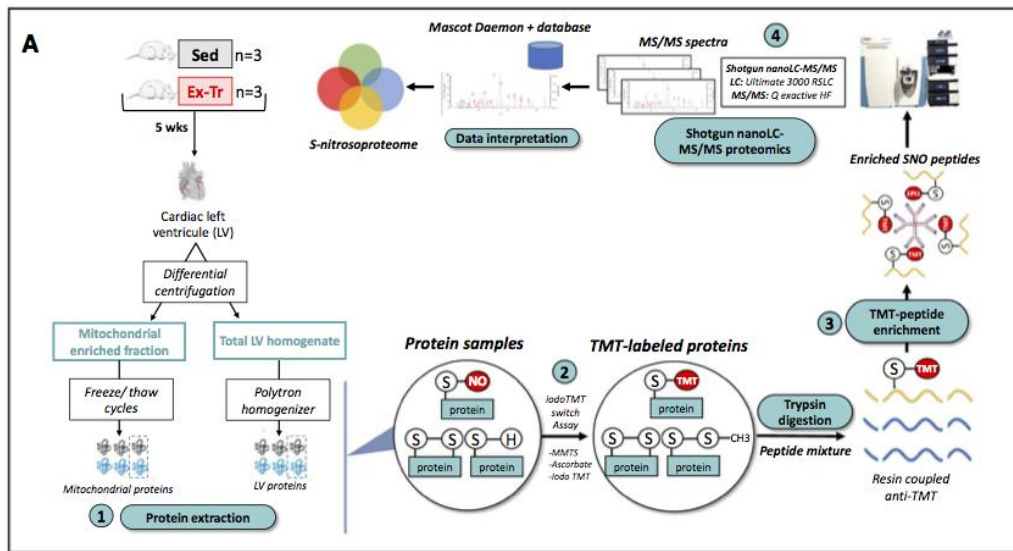 A
Sed n=3
Ex-Tr n=3
5 wks
Cardiac left
ventricule (LV)
Differential
centrifugation
Mitochondrial
enriched fraction
Total LV homogenate
Freeze/ thaw
cycles
Polytron
homogenizer
Mitochondrial proteins
LV proteins
1 Protein extraction
Protein samples
S NO
protein
S S S H
protein protein
2
iodoTMT
switch
Assay
-MMTS
-Ascorbate
-Iodo TMT
TMT-labeled proteins
S TMT
protein
S S S S CH3
protein protein
Trypsin
digestion
Peptide mixture
Resin coupled
anti-TMT
S TMT
3 TMT-peptide
enrichment
S TMT
S TMT
S TMT
S TMT
Enriched SNO peptides
4
Shotgun nanoLC-MS/MS
LC: Ultimate 3000 RSLC
MS/MS: Q exactive HF
Shotgun nanoLC-
MS/MS proteomics
MS/MS spectra
Mascot Daemon + database
Data interpretation
S-nitrosoproteome